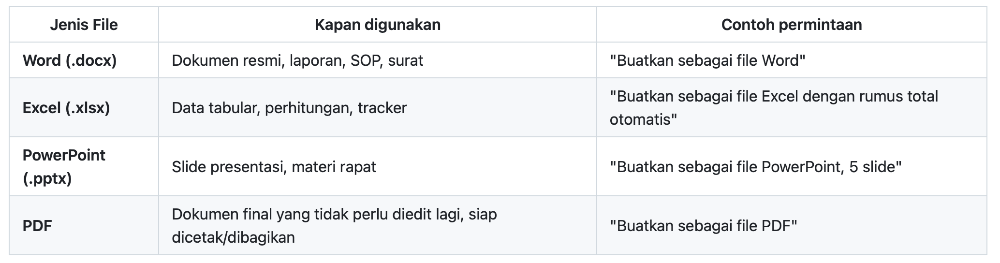 Jenis File
Kapan digunakan
Contoh permintaan
Word (.docx)
Dokumen resmi, laporan, SOP, surat
"Buatkan sebagai file Word"
Excel (.xlsx)
Data tabular, perhitungan, tracker
"Buatkan sebagai file Excel dengan rumus total
otomatis"
PowerPoint
(.pptx)
Slide presentasi, materi rapat
"Buatkan sebagai file PowerPoint, 5 slide"
PDF
Dokumen final yang tidak perlu diedit lagi, siap
dicetak/dibagikan
"Buatkan sebagai file PDF"